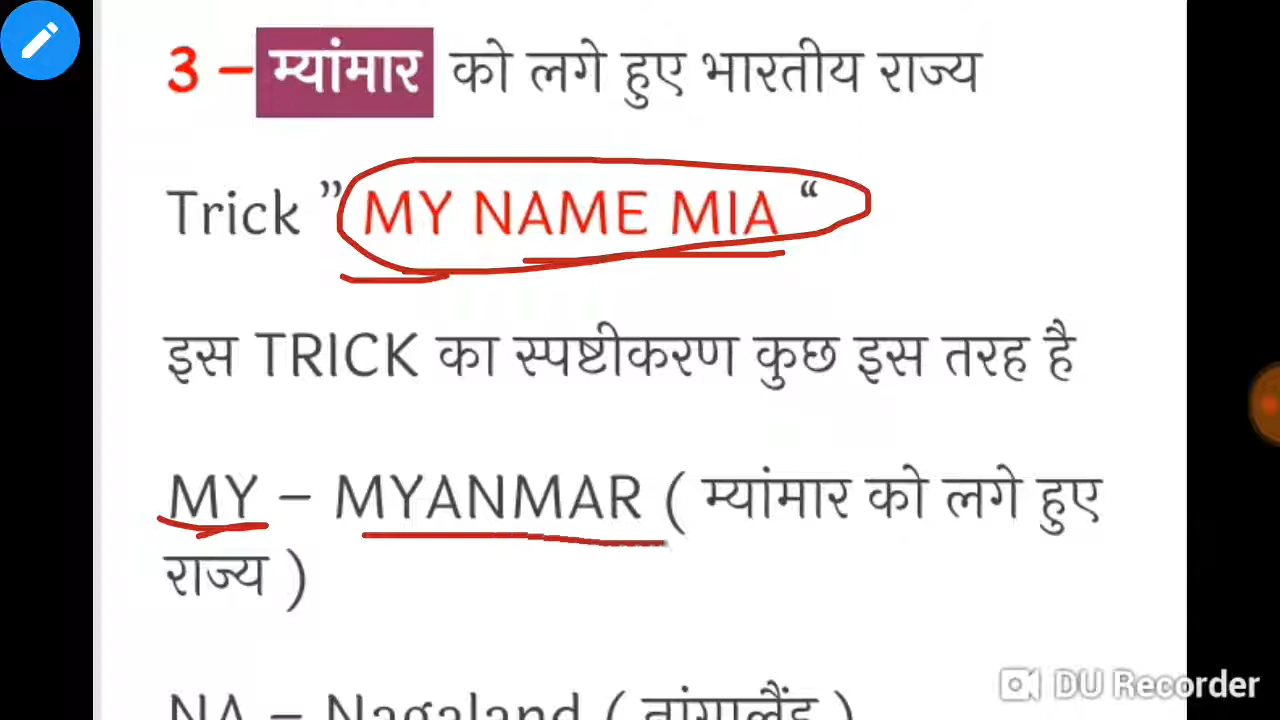 3 – म्यांमार को लगे हुए भारतीय राज्य
Trick ” MY NAME MIA “
इस TRICK का स्पष्टीकरण कुछ इस तरह है
MY – MYANMAR ( म्यांमार को लगे हुए
राज्य )
NA – Nagaland ( नांगालैंड )
DU Recorder